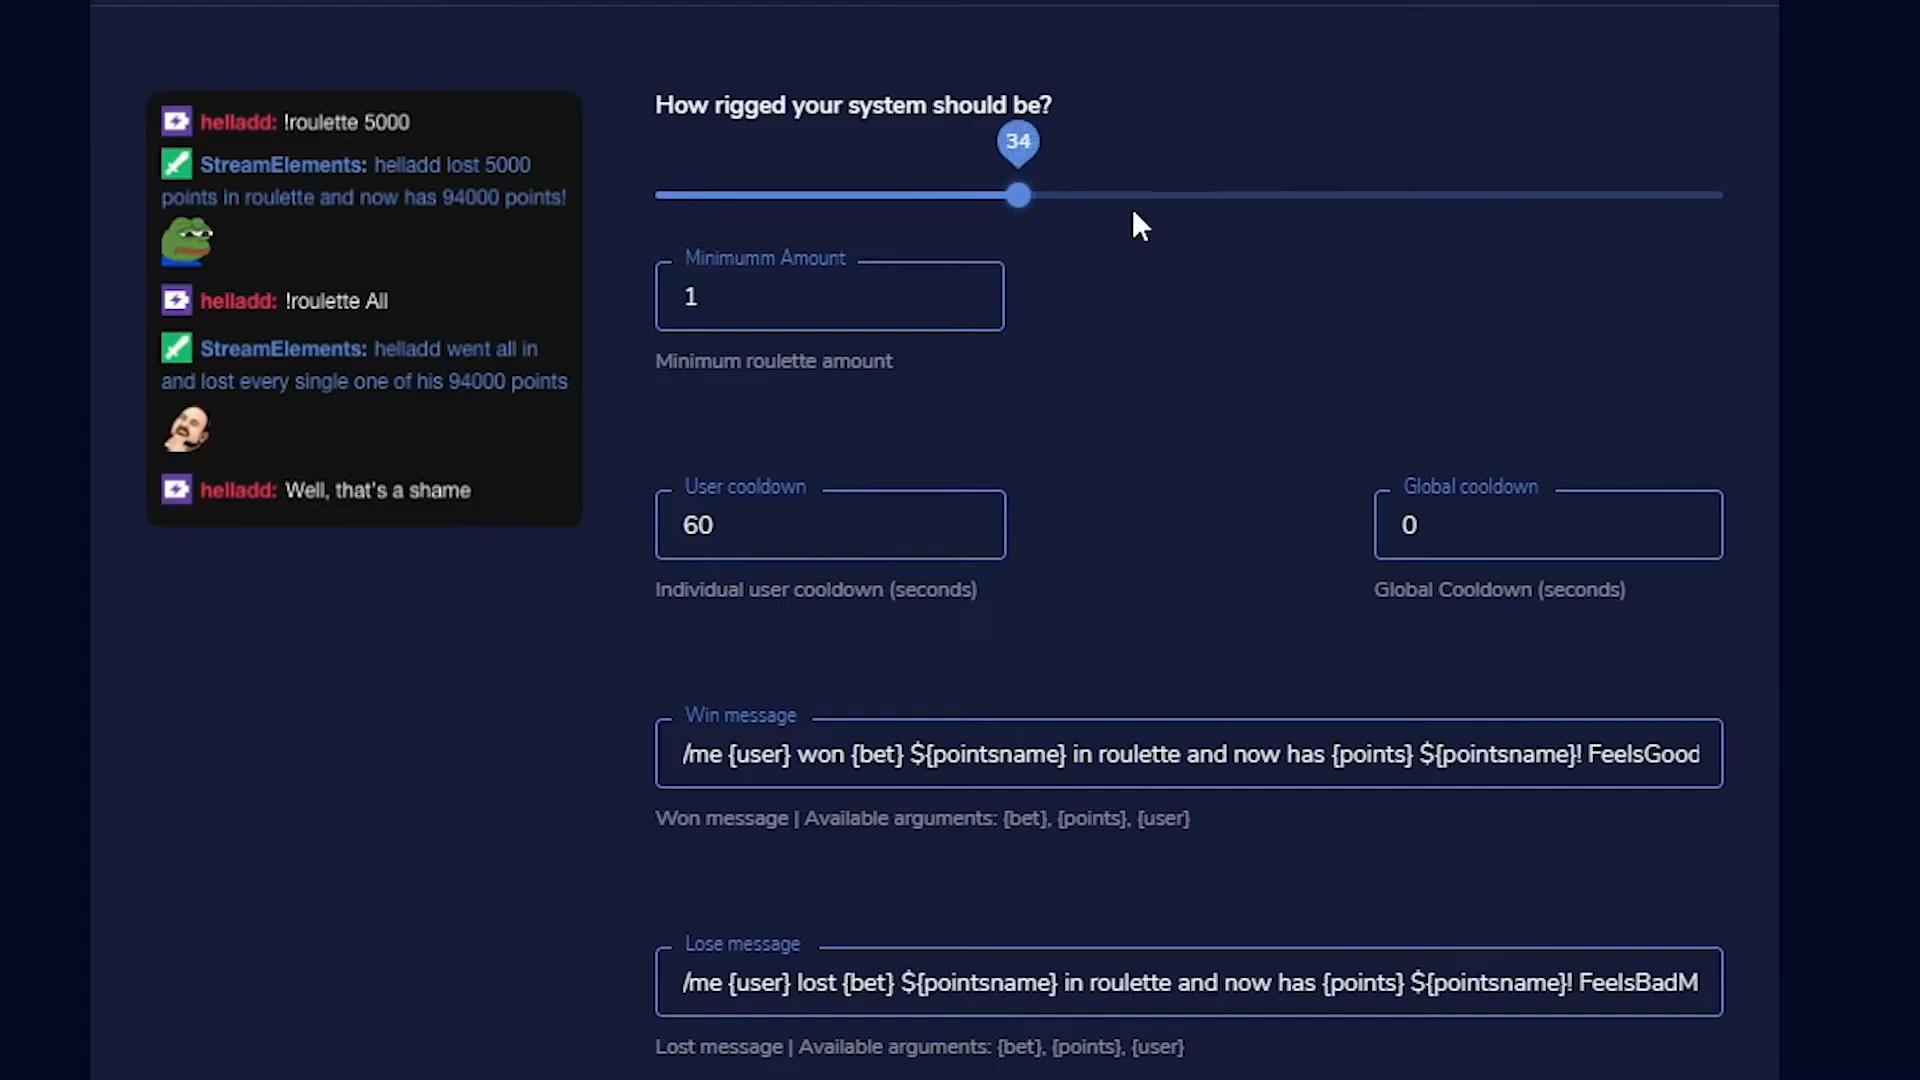 helladd: !roulette 5000
StreamElements: helladd lost 5000
points in roulette and now has 94000 points!
helladd: !roulette All
StreamElements: helladd went all in
and lost every single one of his 94000 points
helladd: Well, that's a shame
How rigged your system should be?
34
Minimumm Amount
1
Minimum roulette amount
User cooldown
60
Individual user cooldown (seconds)
Global cooldown
0
Global Cooldown (seconds)
Win message
/me {user} won {bet} ${pointsname} in roulette and now has {points} ${pointsname}! FeelsGood
Won message | Available arguments: {bet}, {points}, {user}
Lose message
/me {user} lost {bet} ${pointsname} in roulette and now has {points} ${pointsname}! FeelsBadM
Lost message | Available arguments: {bet}, {points}, {user}